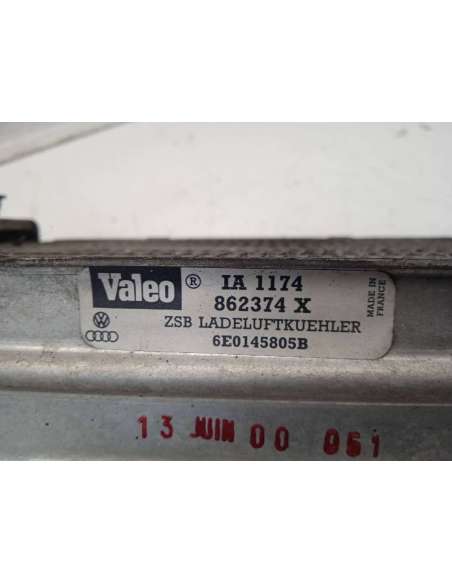 Valeo ® IA 1174
862374 X
ZSB LADELUFTKUEHLER
6E0145805B
MADE IN
FRANCE
13 JUIN 00 061